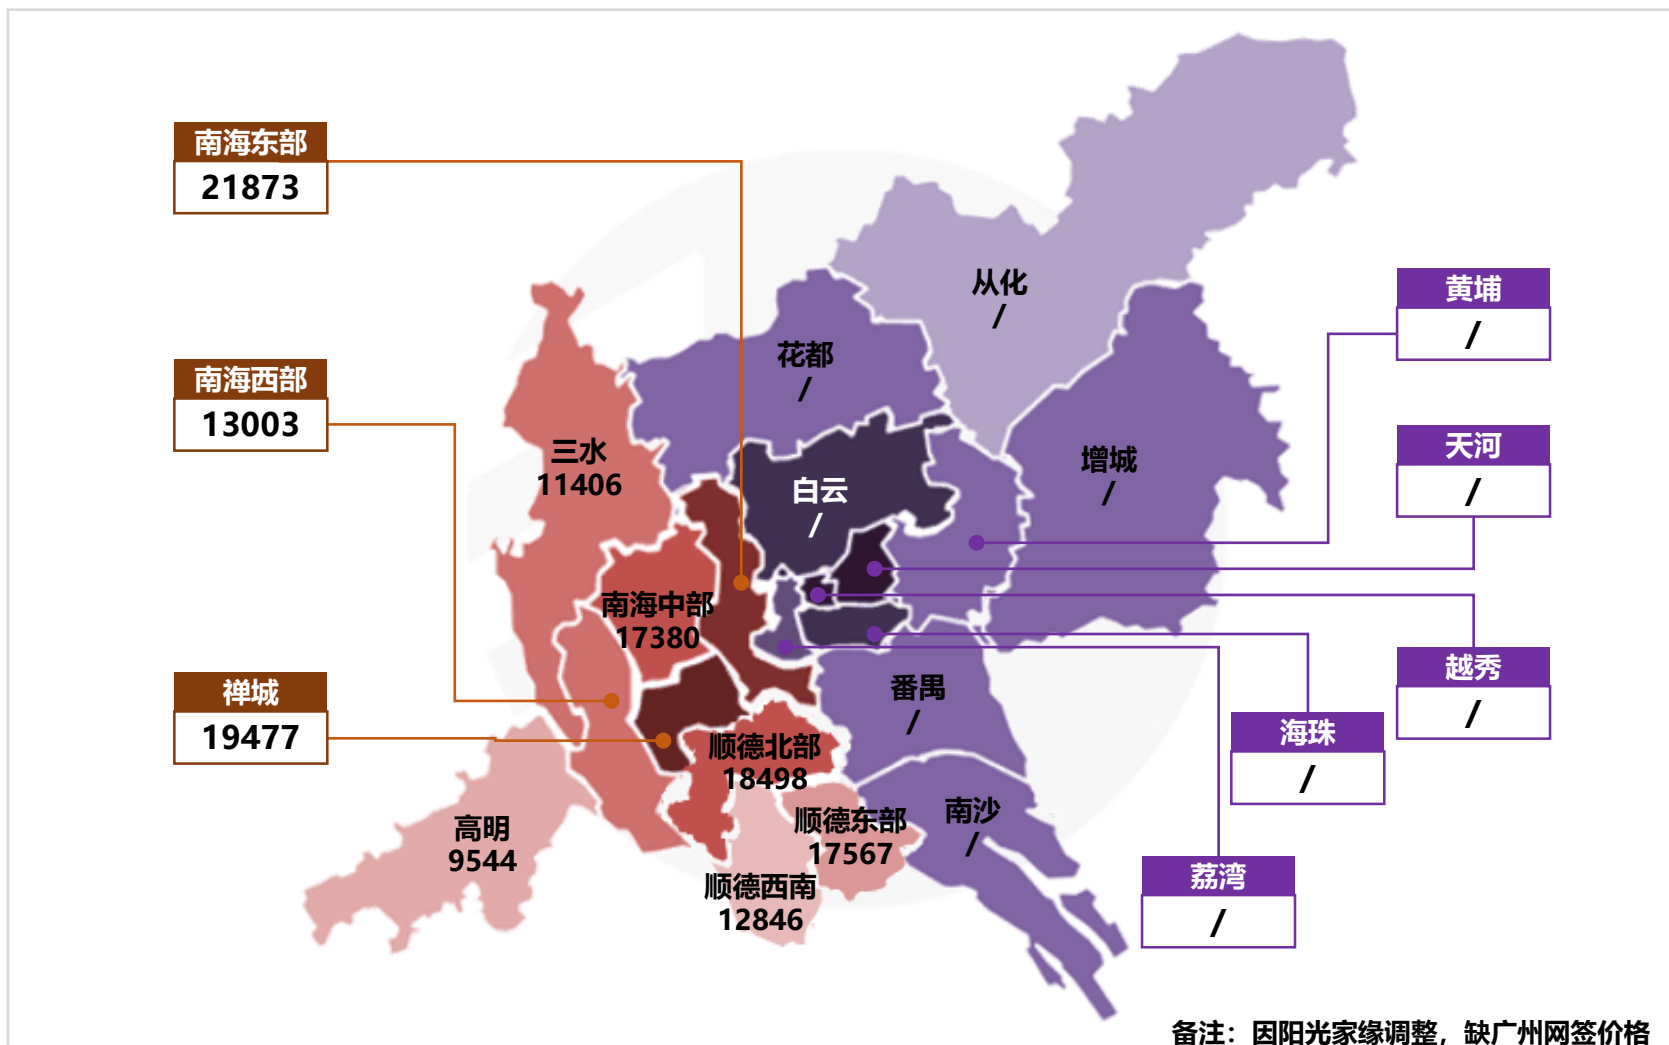 南海东部
21873
南海西部
13003
禅城
19477
从化
/
花都
/
白云
/
增城
/
三水
11406
南海中部
17380
番禺
/
顺德北部
18498
南沙
/
顺德东部
17567
高明
9544
顺德西南
12846
黄埔
/
天河
/
越秀
/
海珠
/
荔湾
/
备注：因阳光家缘调整，缺广州网签价格